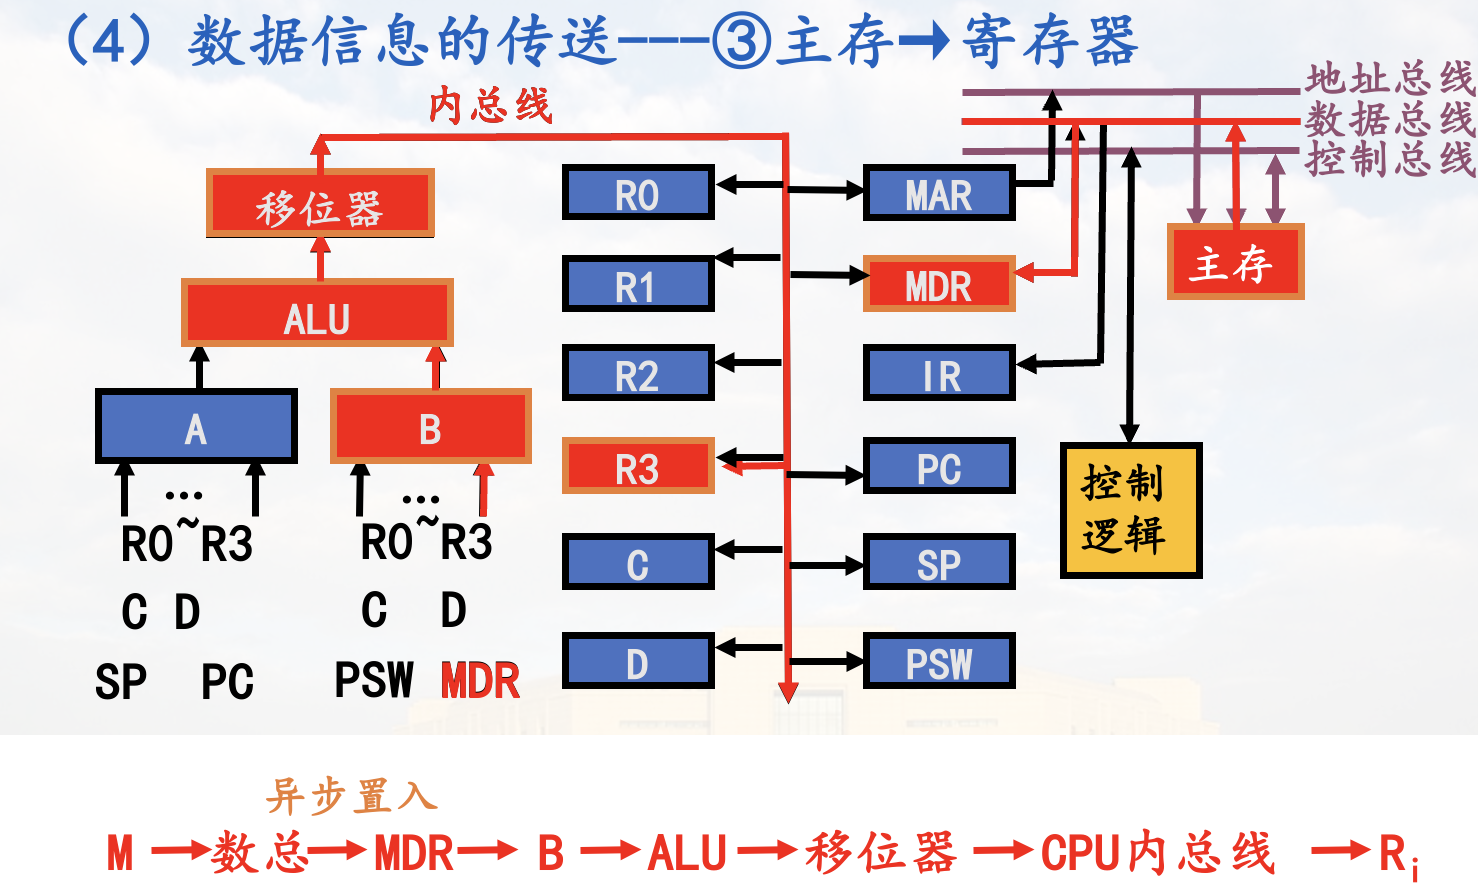 （4）数据信息的传送---③主存➡寄存器
内总线
地址总线
数据总线
控制总线
移位器
ALU
A
B
R0
R1
R2
R3
C
D
MAR
MDR
IR
PC
SP
PSW
主存
控制
逻辑
...
R0~R3
C D
SP PC
...
R0~R3
C D
PSW MDR
异步置入
M→数总→MDR→B→ALU→移位器→CPU内总线→Ri